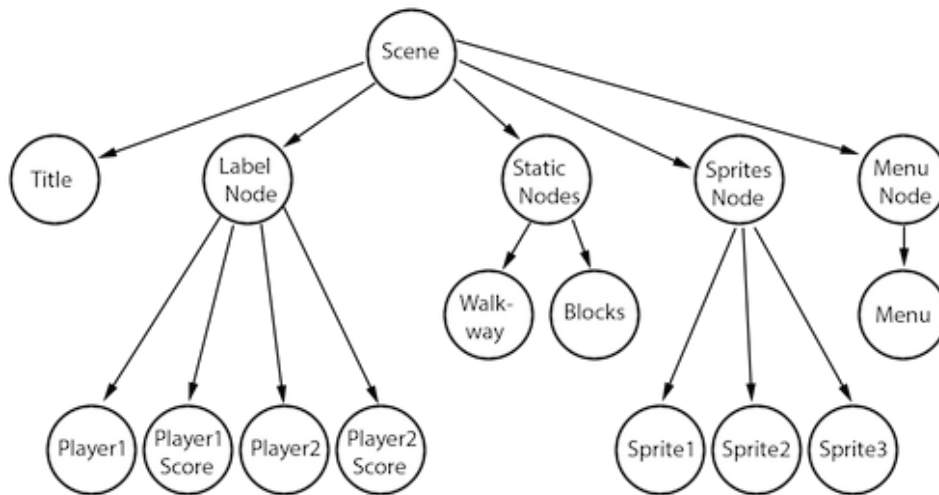 Scene
Title
Label
Node
Static
Nodes
Sprites
Node
Menu
Node
Walk-
way
Blocks
Menu
Player1
Player1
Score
Player2
Player2
Score
Sprite1
Sprite2
Sprite3